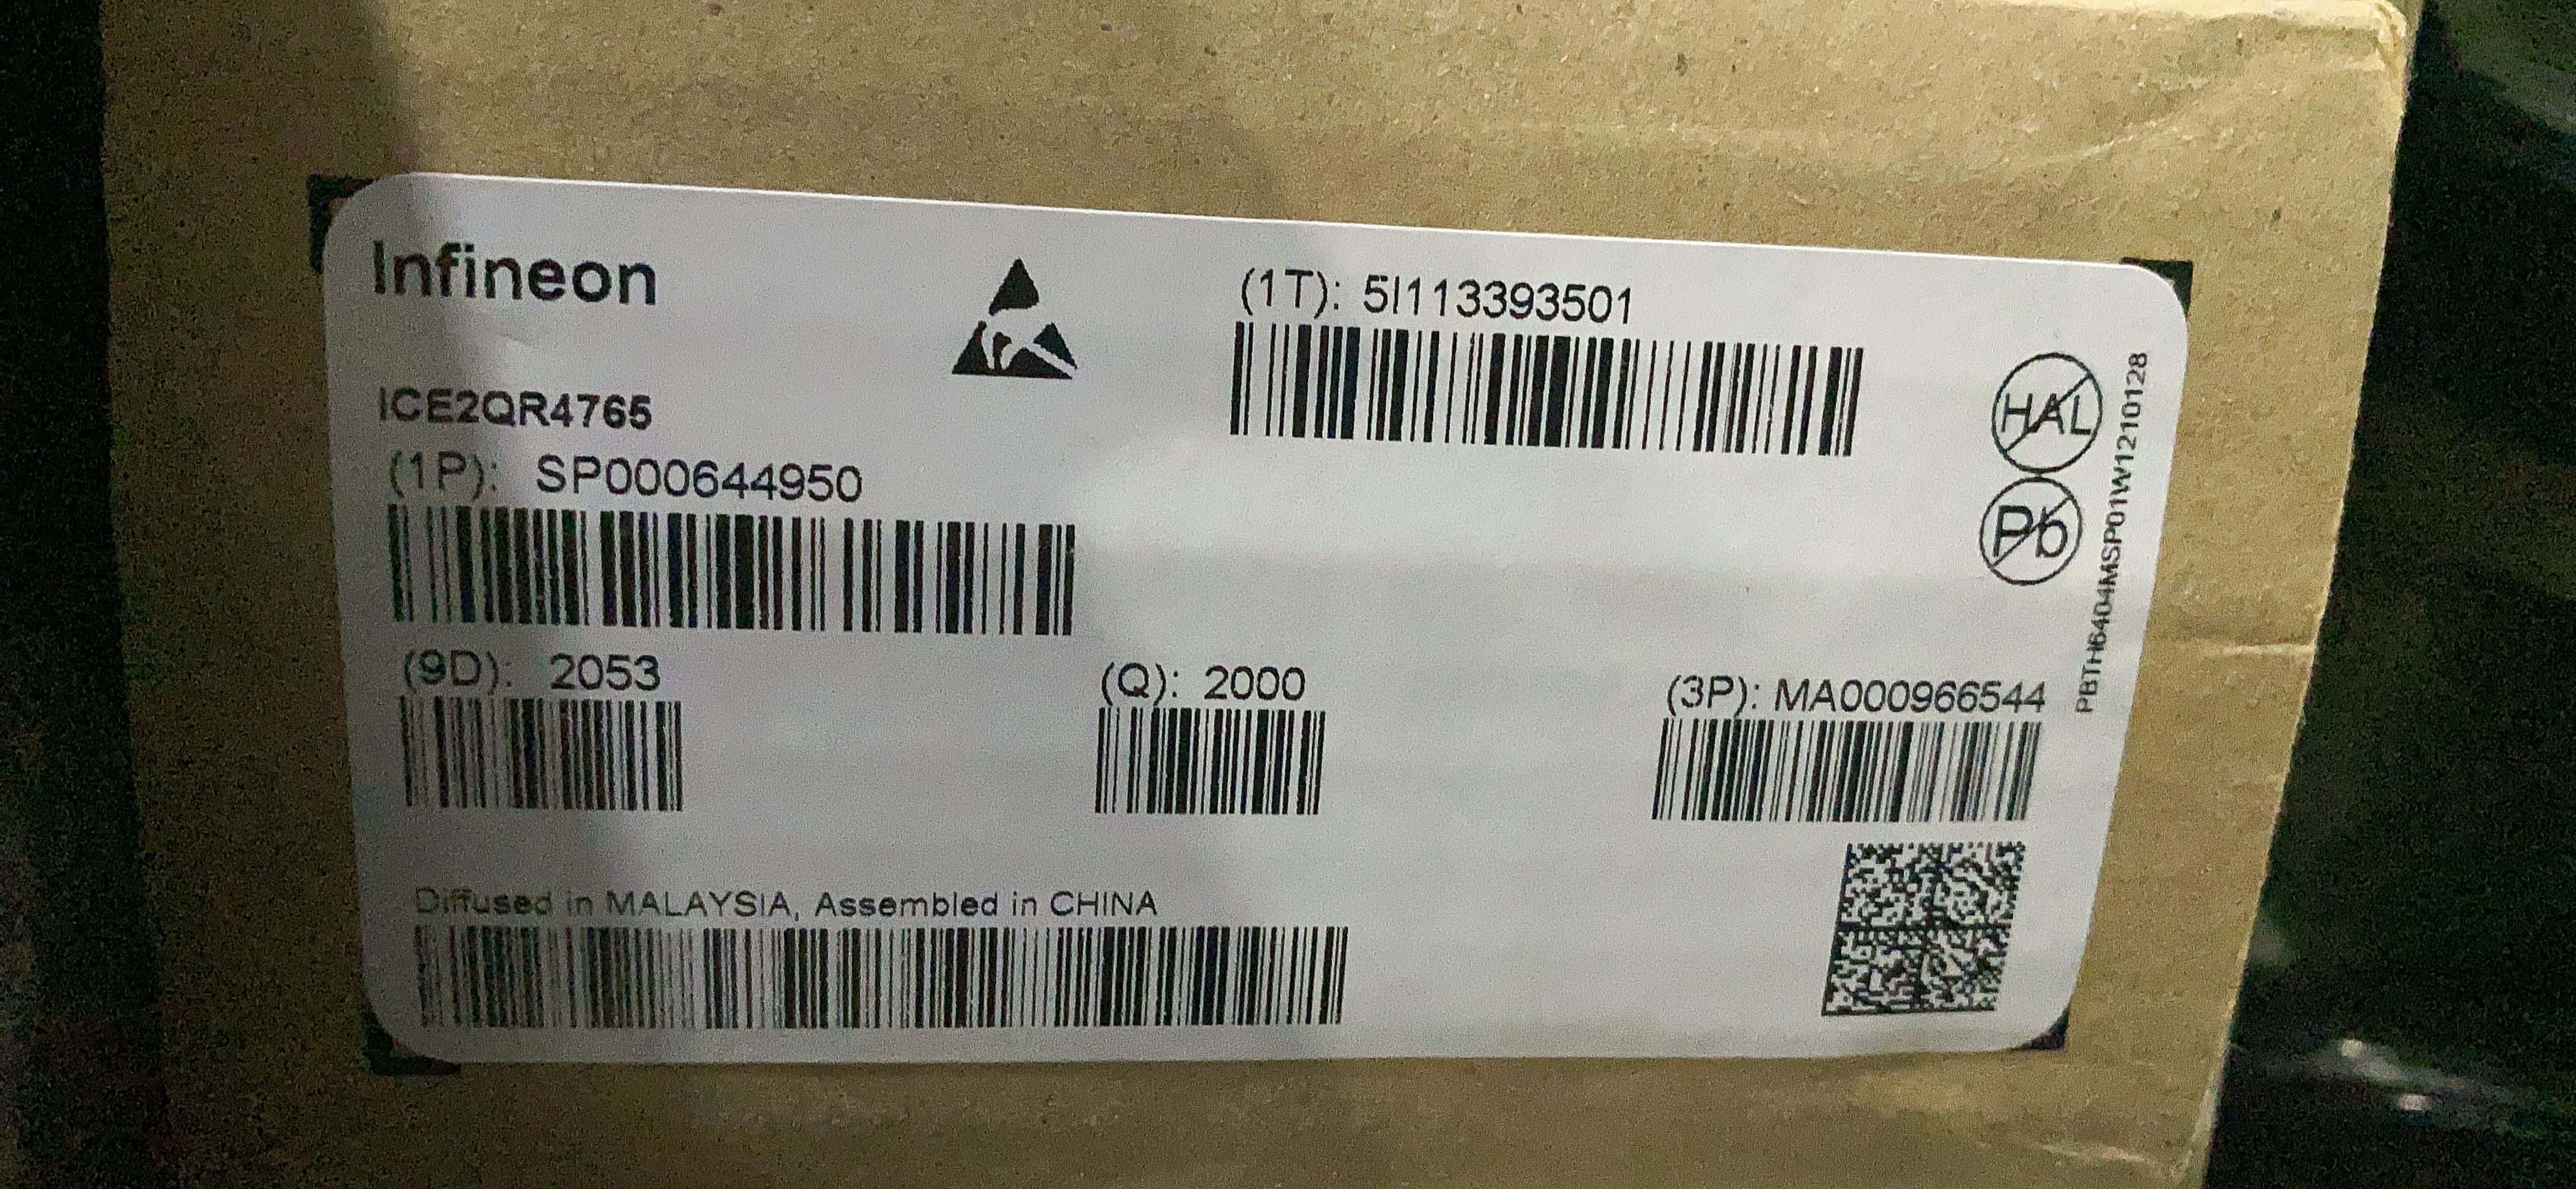 Infineon
(1T): 5I113393501
ICE2QR4765
(1P): SP000644950
HAL
Pb
PBTH6404MSP01W1210128
(9D): 2053
(Q): 2000
(3P): MA000966544
Diffused in MALAYSIA, Assembled in CHINA